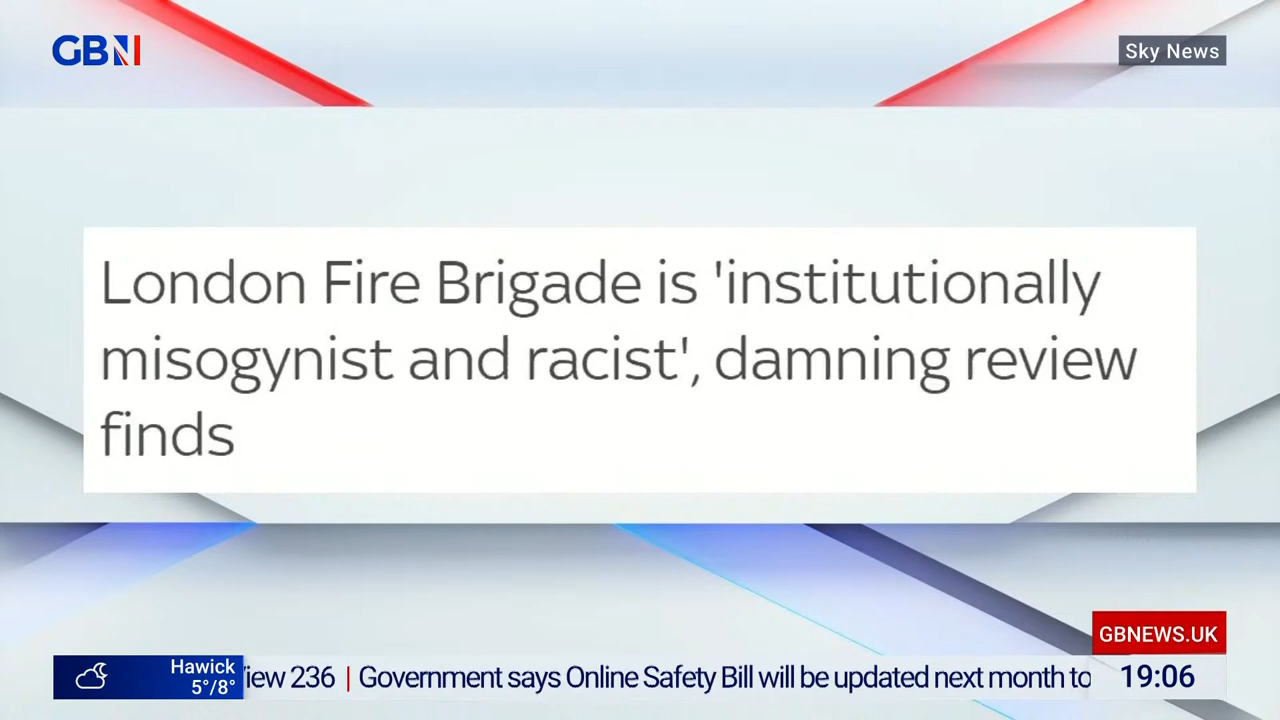 GBN
Sky News
London Fire Brigade is 'institutionally
misogynist and racist', damning review
finds
GBNEWS.UK
Hawick
5°/8°
236 | Government says Online Safety Bill will be updated next month to
19:06